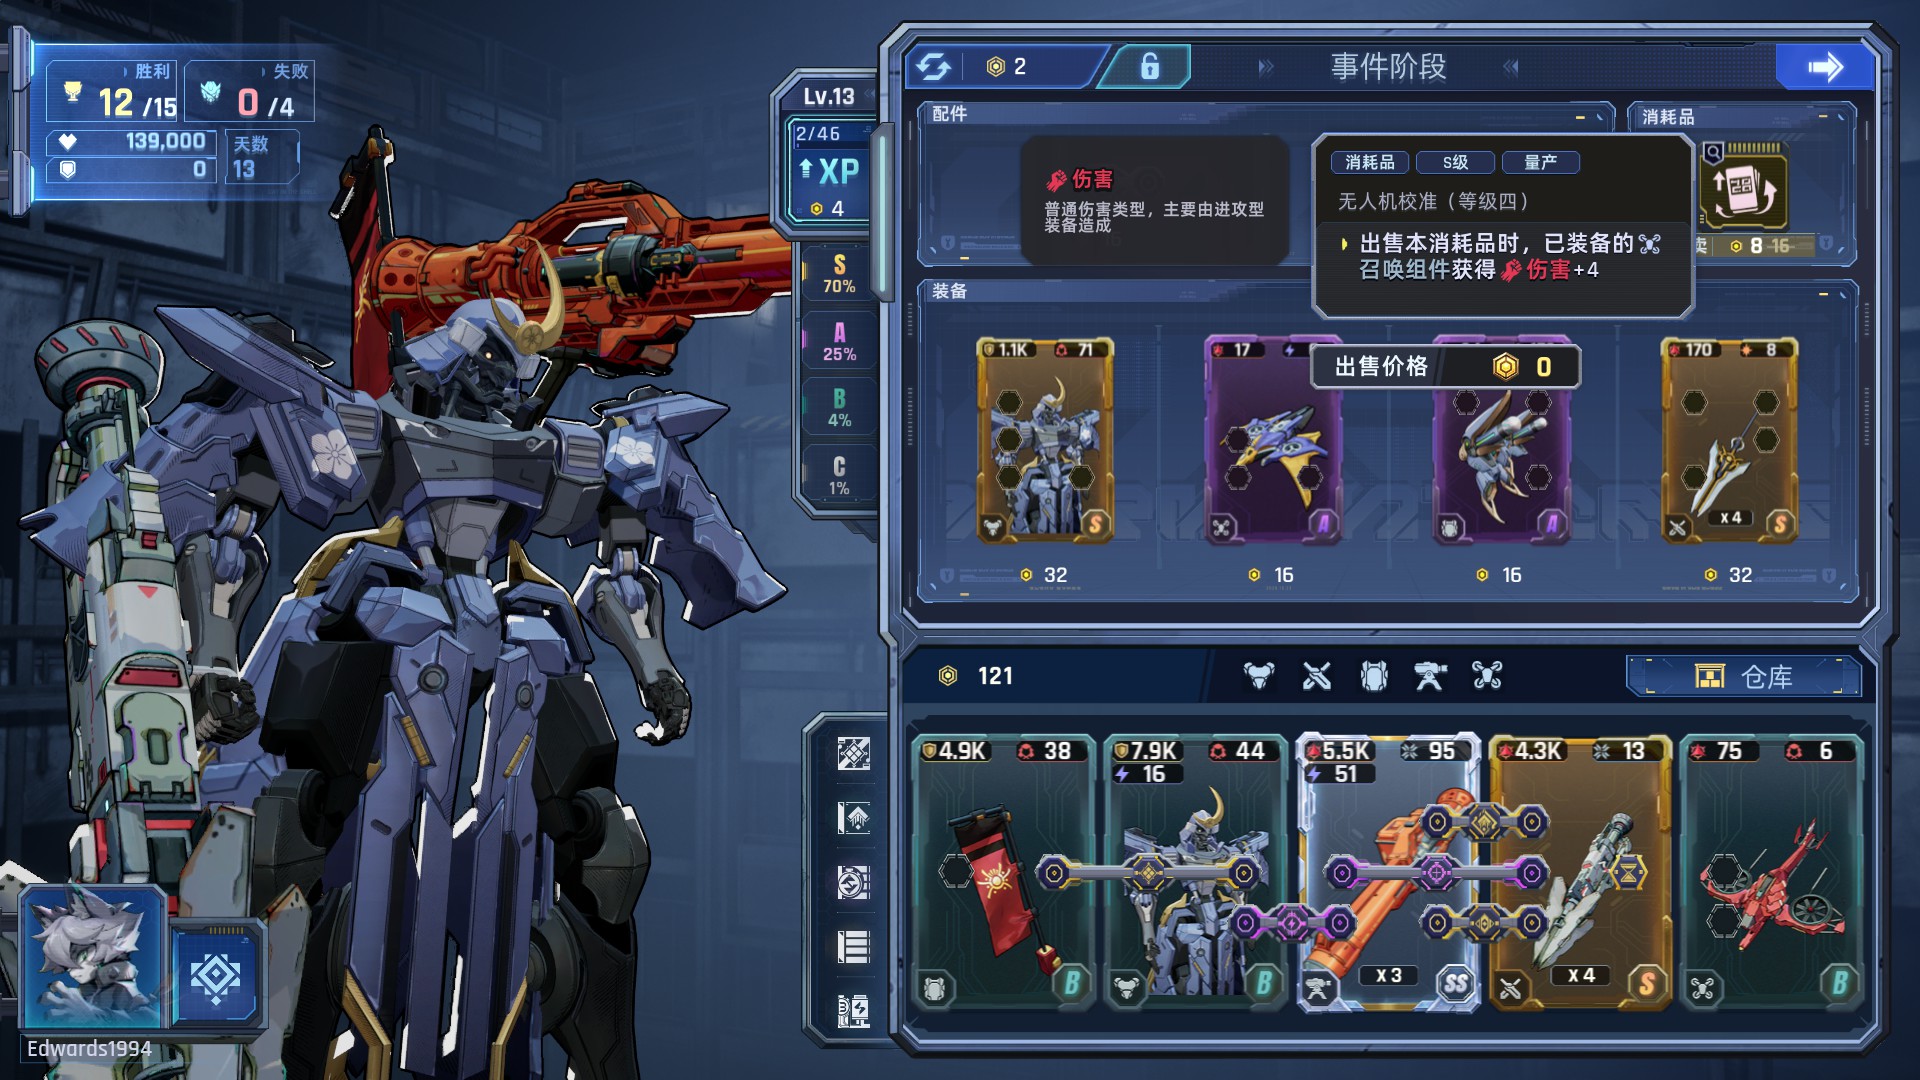 胜利
12 /15
失败
0 /4
139,000
0
天数
13
Lv.13
2/46
XP
4
S
70%
A
25%
B
4%
C
1%
2
事件阶段
配件
消耗品
伤害
普通伤害类型，主要由进攻型
装备造成
消耗品
S级
量产
无人机校准（等级四）
出售本消耗品时，已装备的
召唤组件获得 伤害+4
卖 8 16
出售价格 0
装备
1.1K 71
S
32
17
A
16
A
16
170 8
x4
S
32
121
仓库
4.9K 38
B
7.9K 44
16
B
5.5K 95
51
x3
SS
4.3K 13
x4
S
75 6
B
Edwards1994